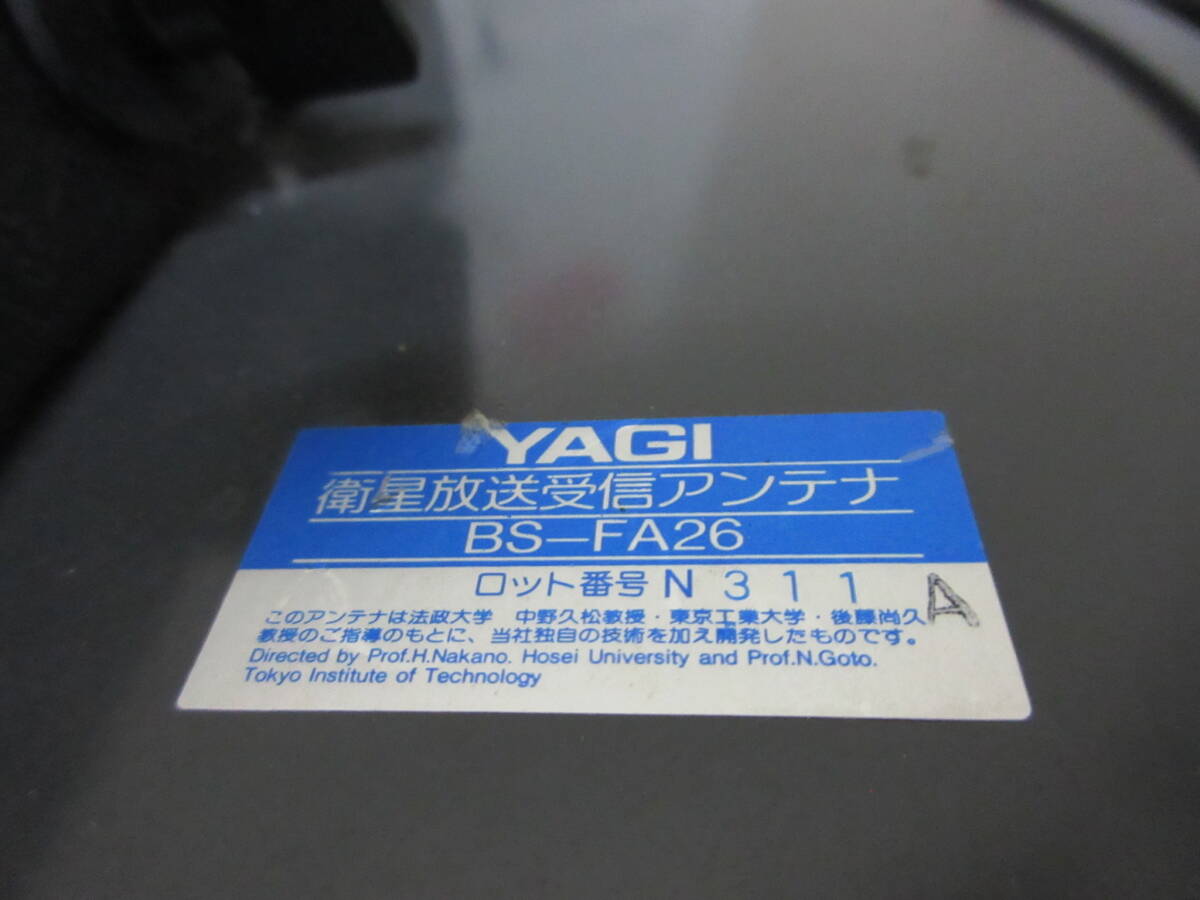 YAGI
衛星放送受信アンテナ
BS-FA26
ロット番号 N 3 1 1 A
このアンテナは法政大学 中野久松教授・東京工業大学・後藤尚久
教授のご指導のもとに、当社独自の技術を加え開発したものです。
Directed by Prof.H.Nakano. Hosei University and Prof.N.Goto.
Tokyo Institute of Technology